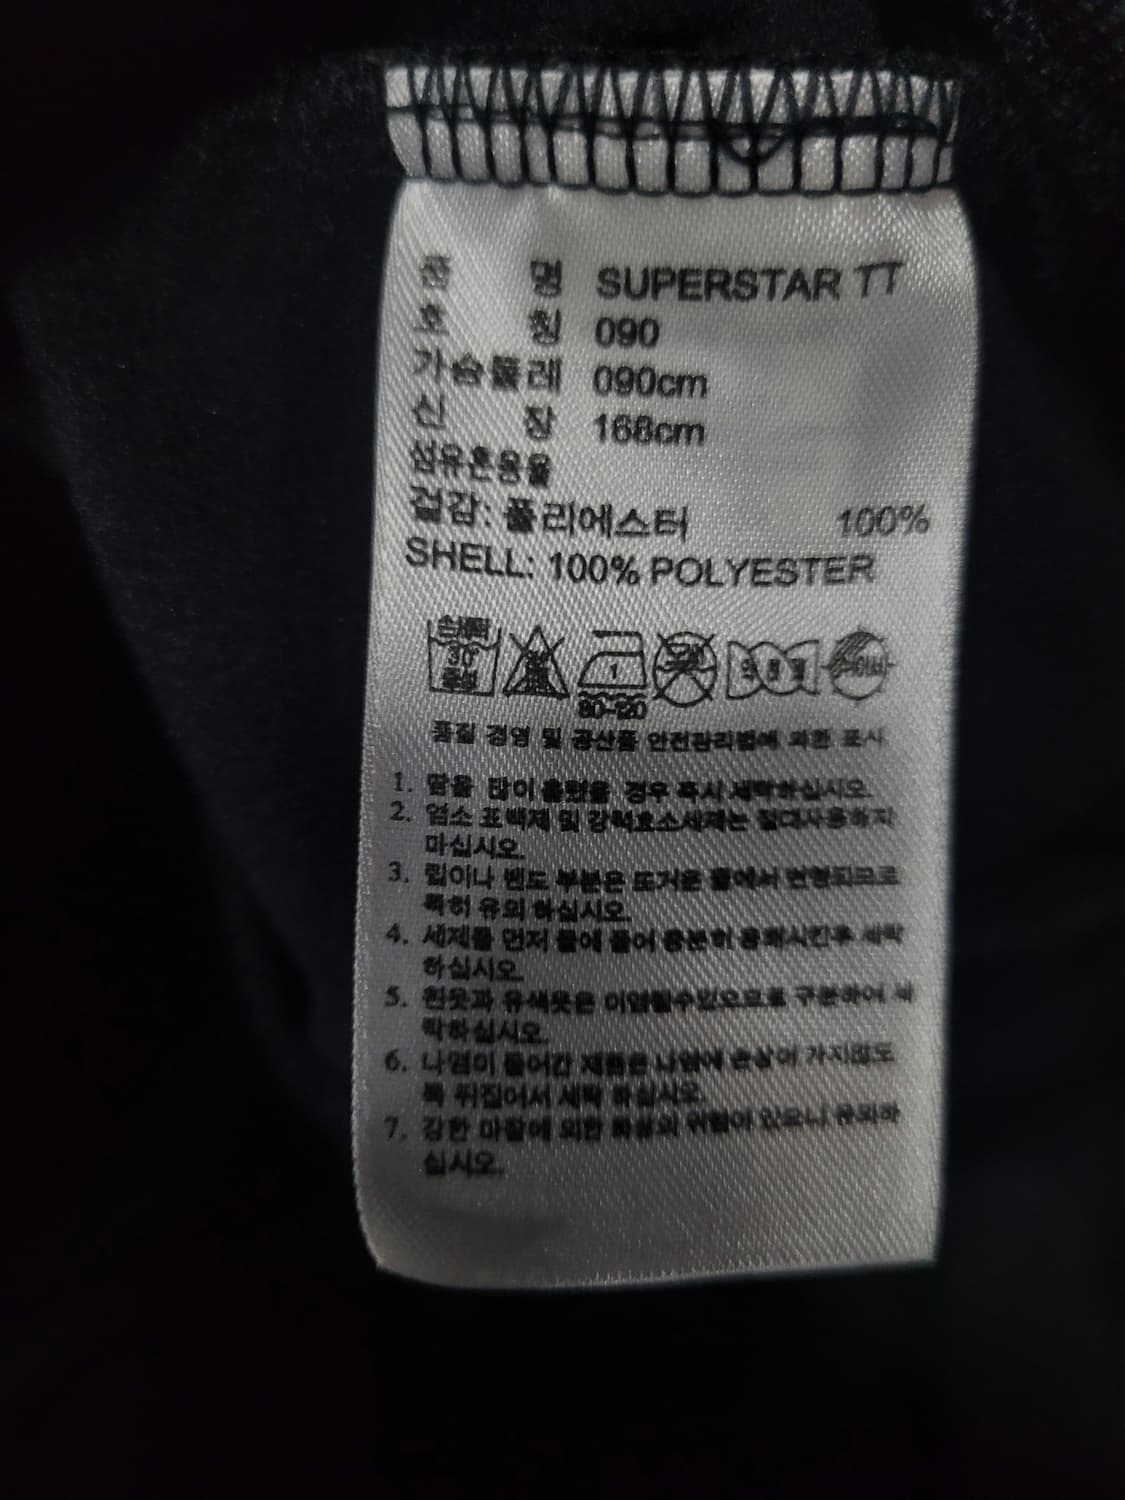 품 명 SUPERSTAR TT
호 칭 090
가슴둘레 090cm
신 장 168cm
섬유혼용율
겉감: 폴리에스터 100%
SHELL: 100% POLYESTER
30
중성
1
80~120
품질 경영 및 공산품 안전관리법에 의한 표시
1. 땀을 많이 흘렸을 경우 즉시 세탁하십시오.
2. 염소 표백제 및 강력효소세제는 절대사용하지
마십시오.
3. 립이나 밴드 부분은 뜨거운 물에서 변형되므로
특히 유의 하십시오.
4. 세제를 먼저 물에 풀어 충분히 용해시킨후 세탁
하십시오.
5. 흰옷과 유색옷은 이염될수있으므로 구분하여 세
탁하십시오.
6. 나염이 들어간 제품은 나염에 손상이 가지않도
록 뒤집어서 세탁 하십시오.
7. 강한 마찰에 의한 위험이 있으니 유의하
십시오.